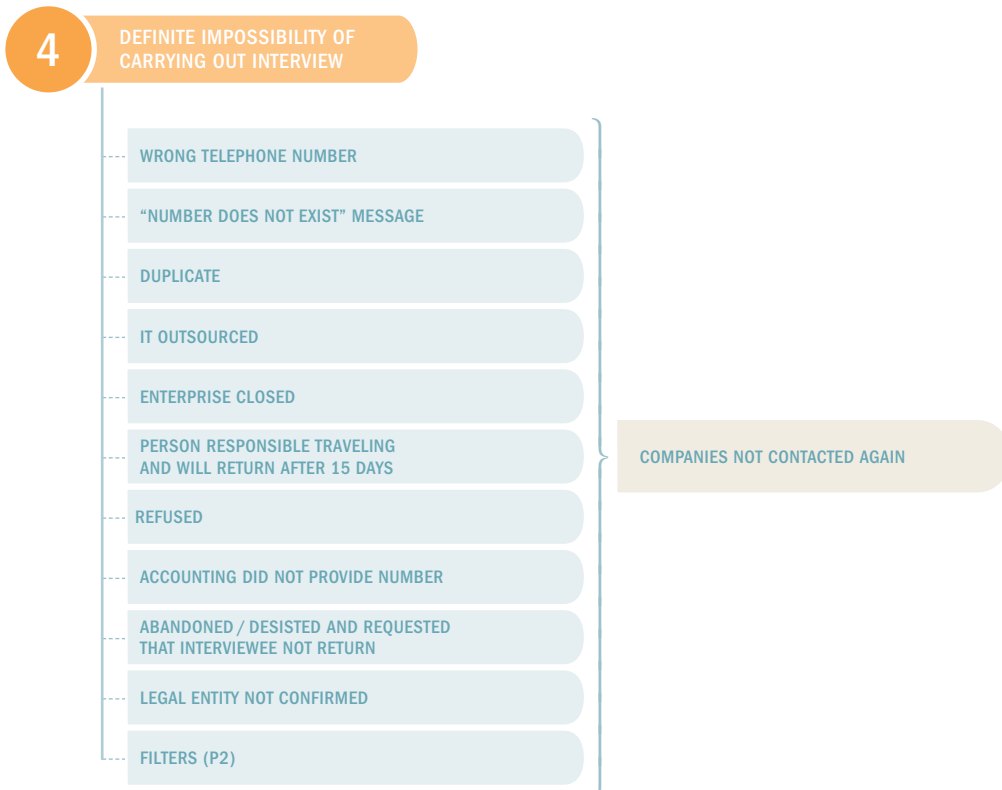 4
DEFINITE IMPOSSIBILITY OF
CARRYING OUT INTERVIEW
WRONG TELEPHONE NUMBER
“NUMBER DOES NOT EXIST” MESSAGE
DUPLICATE
IT OUTSOURCED
ENTERPRISE CLOSED
PERSON RESPONSIBLE TRAVELING
AND WILL RETURN AFTER 15 DAYS
COMPANIES NOT CONTACTED AGAIN
REFUSED
ACCOUNTING DID NOT PROVIDE NUMBER
ABANDONED / DESISTED AND REQUESTED
THAT INTERVIEWEE NOT RETURN
LEGAL ENTITY NOT CONFIRMED
FILTERS (P2)